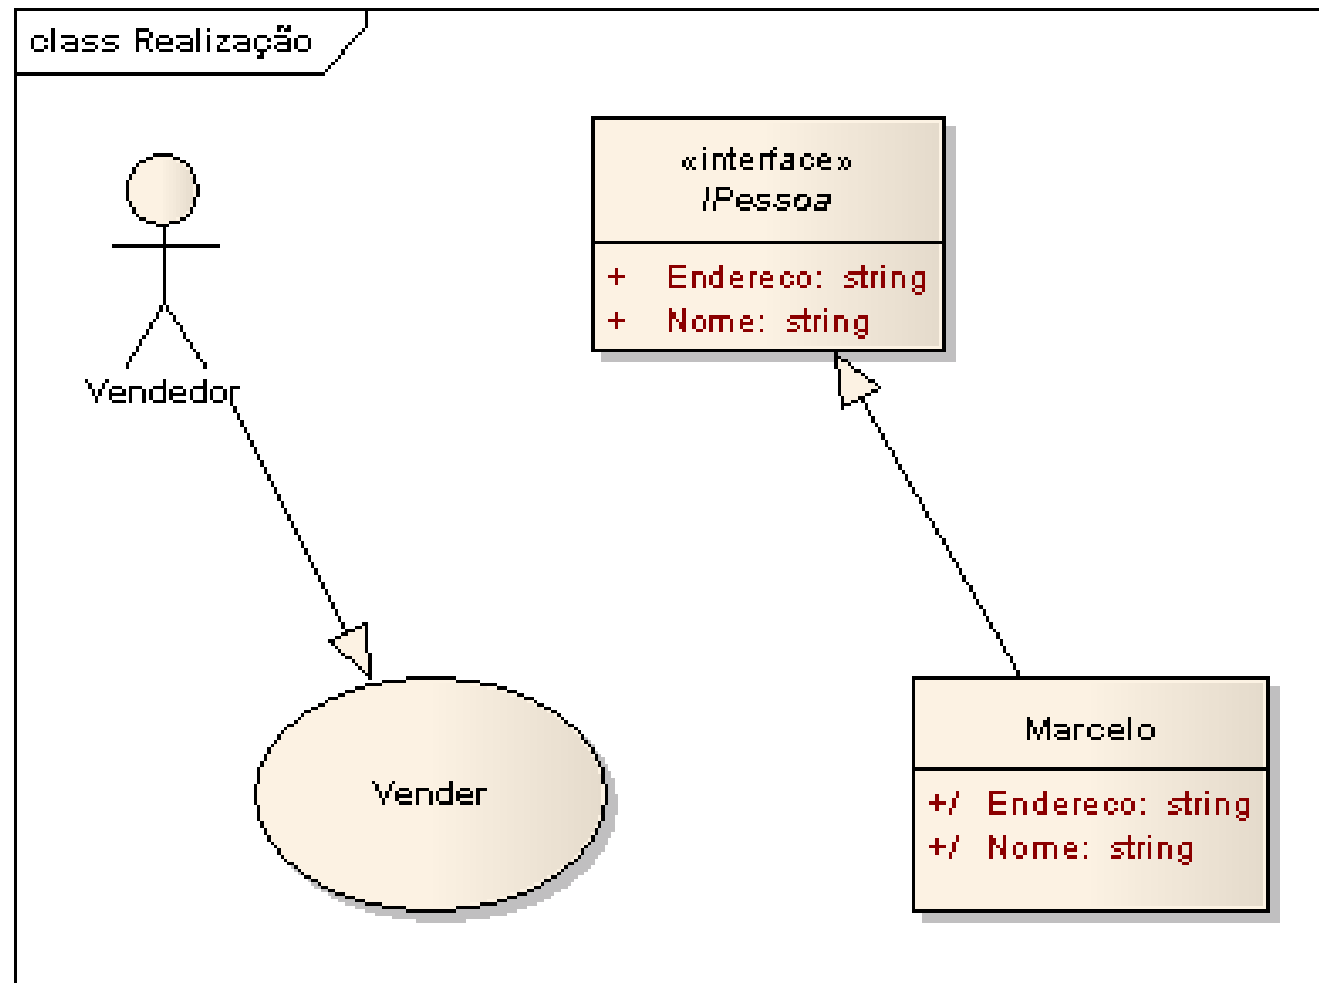 class Realização
«interface»
IPessoa
+ Endereco: string
+ Nome: string
Vendedor
Vender
Marcelo
+/ Endereco: string
+/ Nome: string